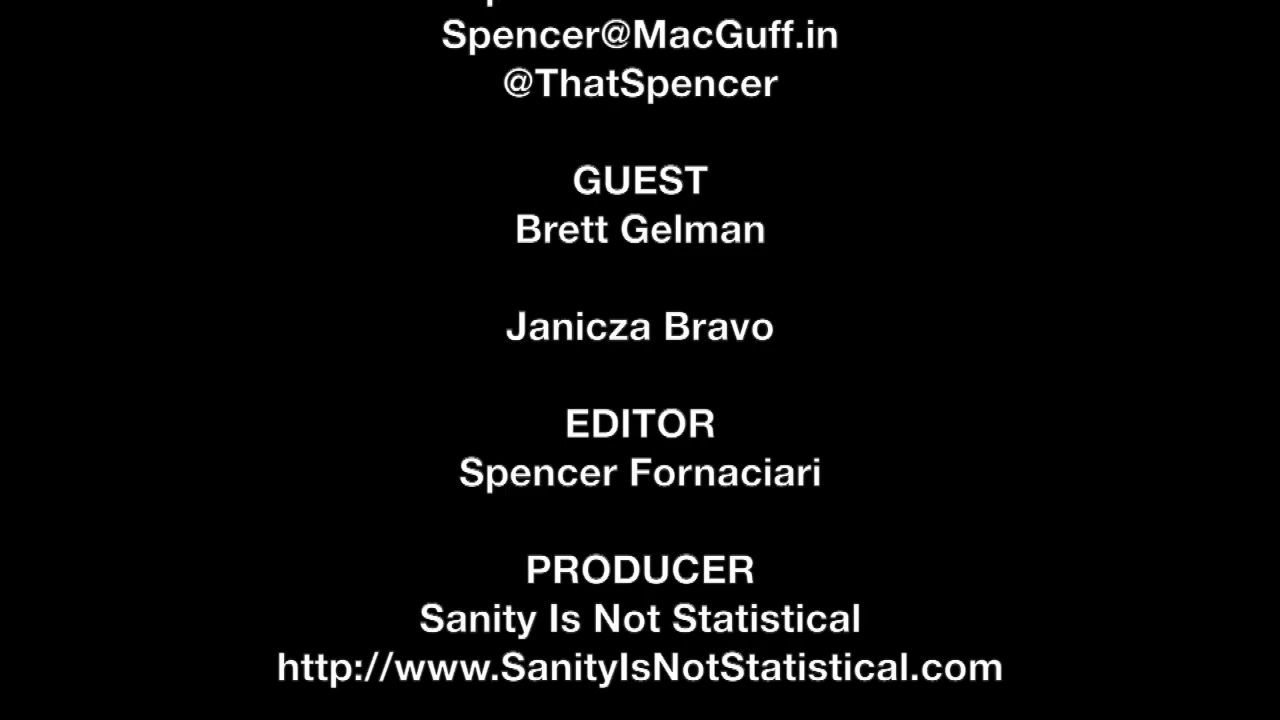 Spencer@MacGuff.in
@ThatSpencer
GUEST
Brett Gelman
Janicza Bravo
EDITOR
Spencer Fornaciari
PRODUCER
Sanity Is Not Statistical
http://www.SanityIsNotStatistical.com